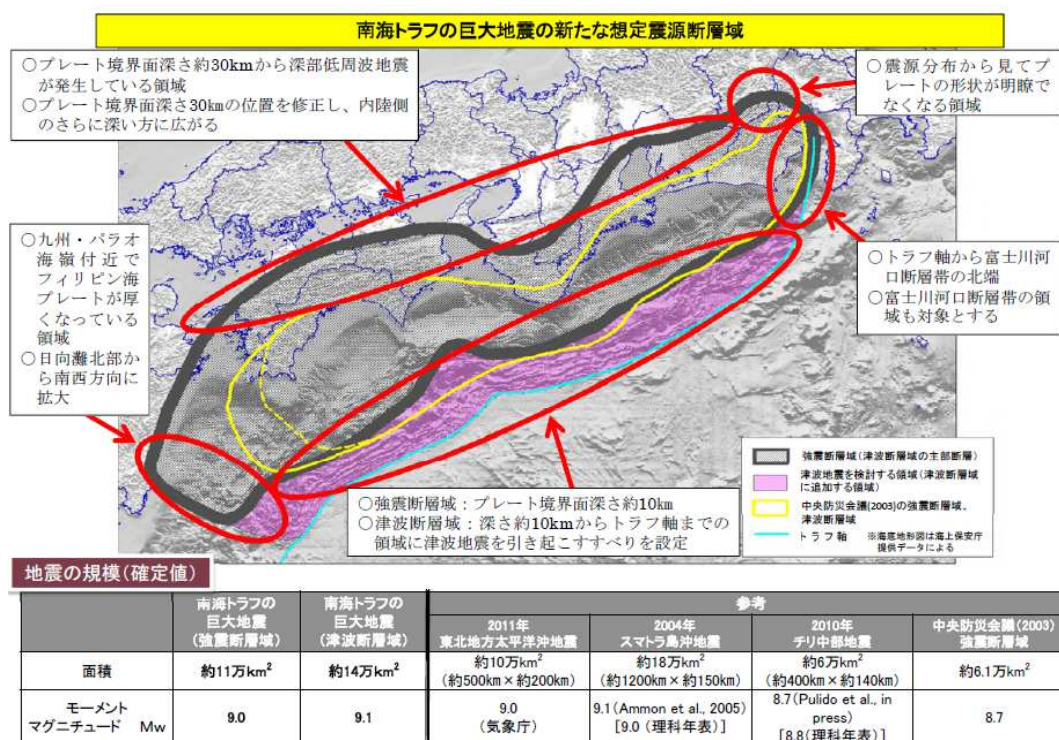 南海トラフの巨大地震の新たな想定震源断層域
○プレート境界面深さ約30kmから深部低周波地震
が発生している領域
○プレート境界面深さ30kmの位置を修正し、内陸側
のさらに深い方に広がる
○震源分布から見てプ
レートの形状が明瞭で
なくなる領域
○九州・パラオ
海嶺付近で
フィリピン海
プレートが厚
くなっている
領域
○日向灘北部か
ら南西方向に
拡大
○トラフ軸から富士川河
口断層帯の北端
○富士川河口断層帯の領
域も対象とする
○強震断層域：プレート境界面深さ約10km
○津波断層域：深さ約10kmからトラフ軸までの
領域に津波地震を引き起こすすべりを設定
強震断層域(津波断層域の主部断層)
津波地震を検討する領域(津波断層域
に追加する領域)
中央防災会議(2003)の強震断層域、
津波断層域
トラフ軸 ※海底地形図は海上保安庁
提供データによる
地震の規模(確定値)
南海トラフの
巨大地震
(強震断層域)
南海トラフの
巨大地震
(津波断層域)
参考
2011年
東北地方太平洋沖地震
2004年
スマトラ島沖地震
2010年
チリ中部地震
中央防災会議(2003)
強震断層域
面積
約11万km²
約14万km²
約10万km²
(約500km×約200km)
約18万km²
(約1200km×約150km)
約6万km²
(約400km×約140km)
約6.1万km²
モーメント
マグニチュード Mw
9.0
9.1
9.0
(気象庁)
9.1(Ammon et al., 2005)
[9.0 (理科年表)]
8.7(Pulido et al., in
press)
[8.8(理科年表)]
8.7